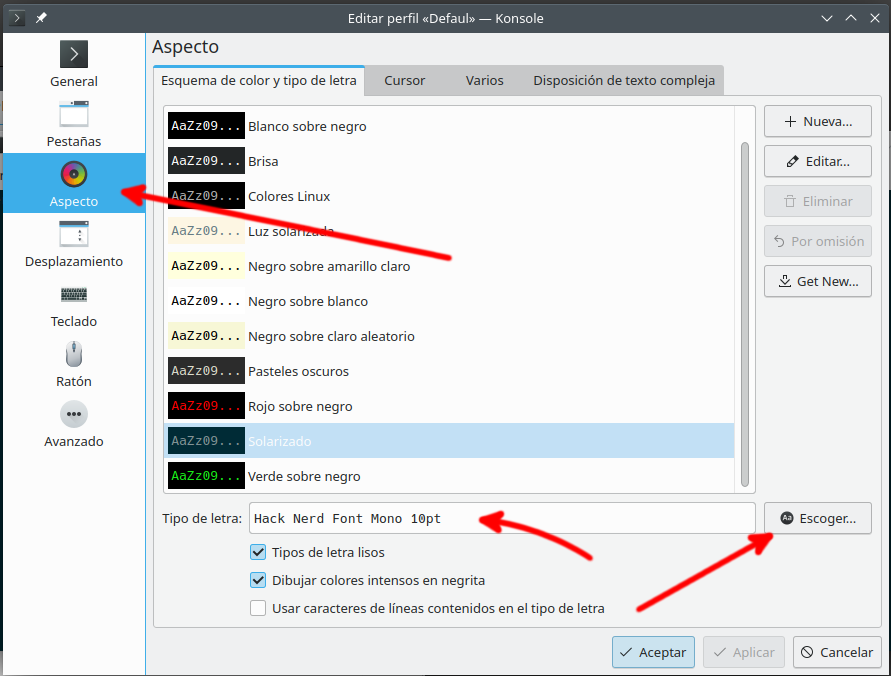 Editar perfil «Defaul» — Konsole
General
Pestañas
Aspecto
Desplazamiento
Teclado
Ratón
Avanzado
Aspecto
Esquema de color y tipo de letra Cursor Varios Disposición de texto compleja
AaZz09... Blanco sobre negro
AaZz09... Brisa
AaZz09... Colores Linux
AaZz09... Luz solarizada
AaZz09... Negro sobre amarillo claro
AaZz09... Negro sobre blanco
AaZz09... Negro sobre claro aleatorio
AaZz09... Pasteles oscuros
AaZz09... Rojo sobre negro
AaZz09... Solarizado
AaZz09... Verde sobre negro
Nueva...
Editar...
Eliminar
Por omisión
Get New...
Tipo de letra: Hack Nerd Font Mono 10pt Aa Escoger...
Tipos de letra lisos
Dibujar colores intensos en negrita
Usar caracteres de líneas contenidos en el tipo de letra
Aceptar Aplicar Cancelar